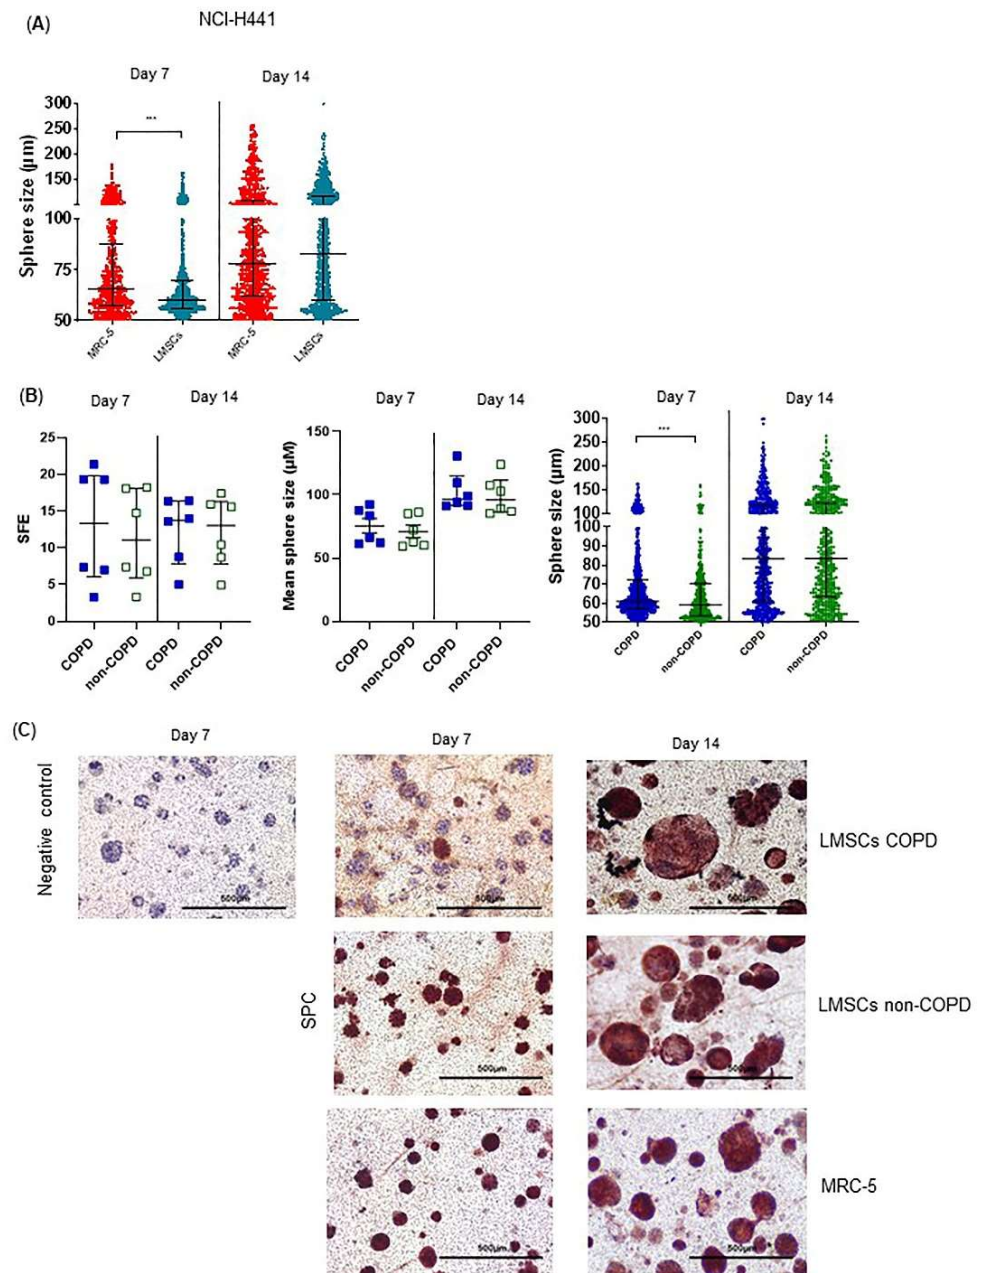 (A)
NCI-H441
Day 7
Day 14
Sphere size (µm)
300
250
200
150
100
75
50
***
MRC-5
LMSCs
MRC-5
LMSCs
(B)
Day 7
Day 14
SFE
25
20
15
10
5
0
COPD
non-COPD
COPD
non-COPD
Day 7
Day 14
Mean sphere size (µM)
150
100
50
0
COPD
non-COPD
COPD
non-COPD
Day 7
Day 14
Sphere size (µm)
300
250
200
150
100
100
90
80
70
60
50
***
COPD
non-COPD
COPD
non-COPD
(C)
Day 7
Day 7
Day 14
Negative control
500µm
500µm
500µm
LMSCs COPD
SPC
500µm
500µm
LMSCs non-COPD
500µm
500µm
MRC-5